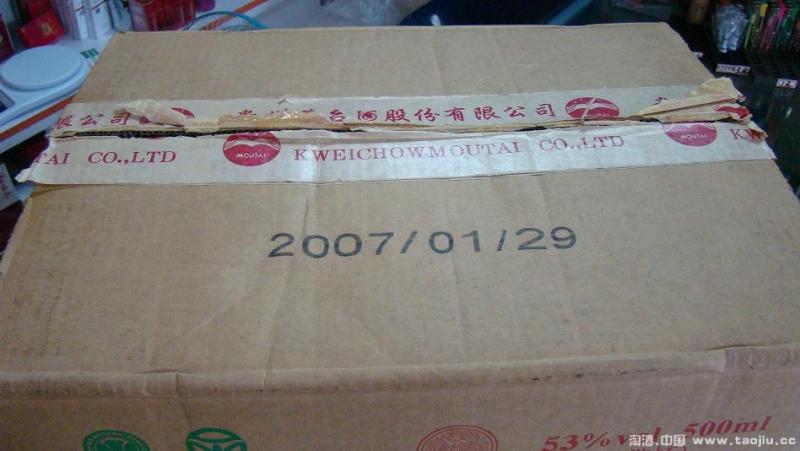 限公司 台酒股份有限公司
TAI CO.,LTD MOUTAI KWEICHOWMOUTAI CO.,LTD
2007/01/29
53% vol 500ml
淘酒.中国 www.taojiu.cc